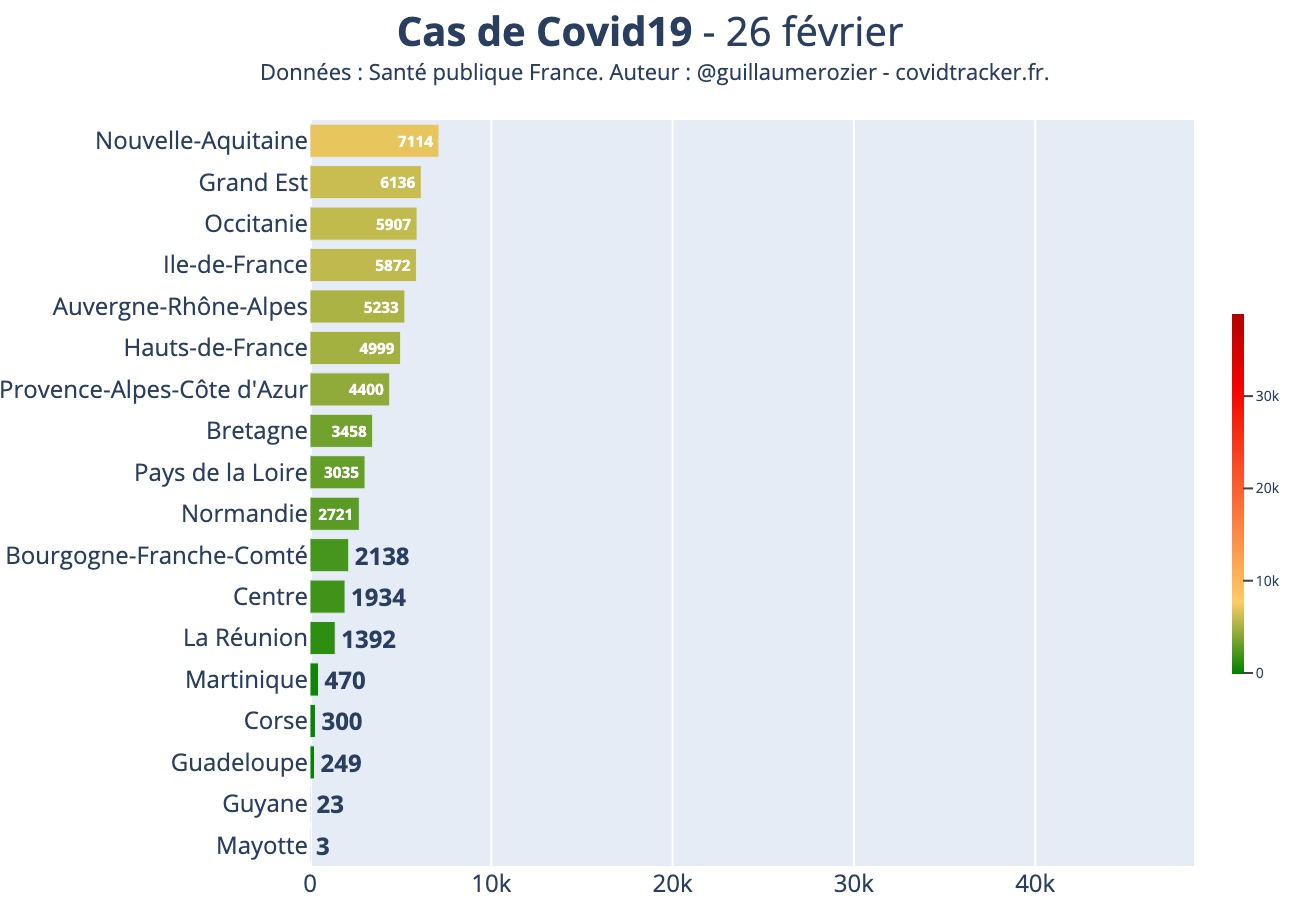 Cas de Covid19 - 26 février
Données : Santé publique France. Auteur : @guillaumerozier - covidtracker.fr.
Nouvelle-Aquitaine 7114
Grand Est 6136
Occitanie 5907
Ile-de-France 5872
Auvergne-Rhône-Alpes 5233
Hauts-de-France 4999
Provence-Alpes-Côte d'Azur 4400
Bretagne 3458
Pays de la Loire 3035
Normandie 2721
Bourgogne-Franche-Comté 2138
Centre 1934
La Réunion 1392
Martinique 470
Corse 300
Guadeloupe 249
Guyane 23
Mayotte 3
0 10k 20k 30k 40k
30k
20k
10k
0